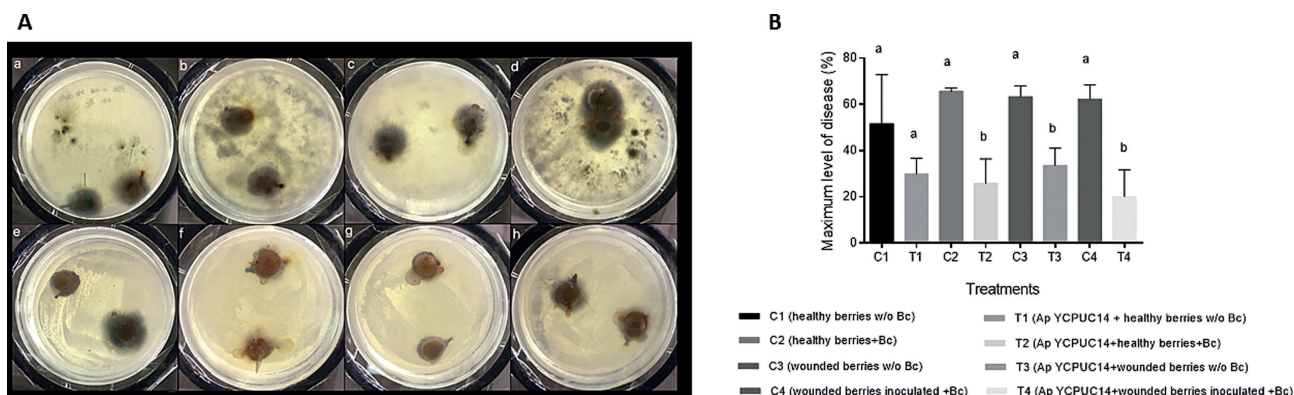 A
B
a b c d
e f g h
Maximum level of disease (%)
80
60
40
20
0
a a a b a b a b
C1 T1 C2 T2 C3 T3 C4 T4
Treatments
C1 (healthy berries w/o Bc)
C2 (healthy berries+Bc)
C3 (wounded berries w/o Bc)
C4 (wounded berries inoculated +Bc)
T1 (Ap YCPUC14 + healthy berries w/o Bc)
T2 (Ap YCPUC14+healthy berries+Bc)
T3 (Ap YCPUC14+wounded berries w/o Bc)
T4 (Ap YCPUC14+wounded berries inoculated +Bc)